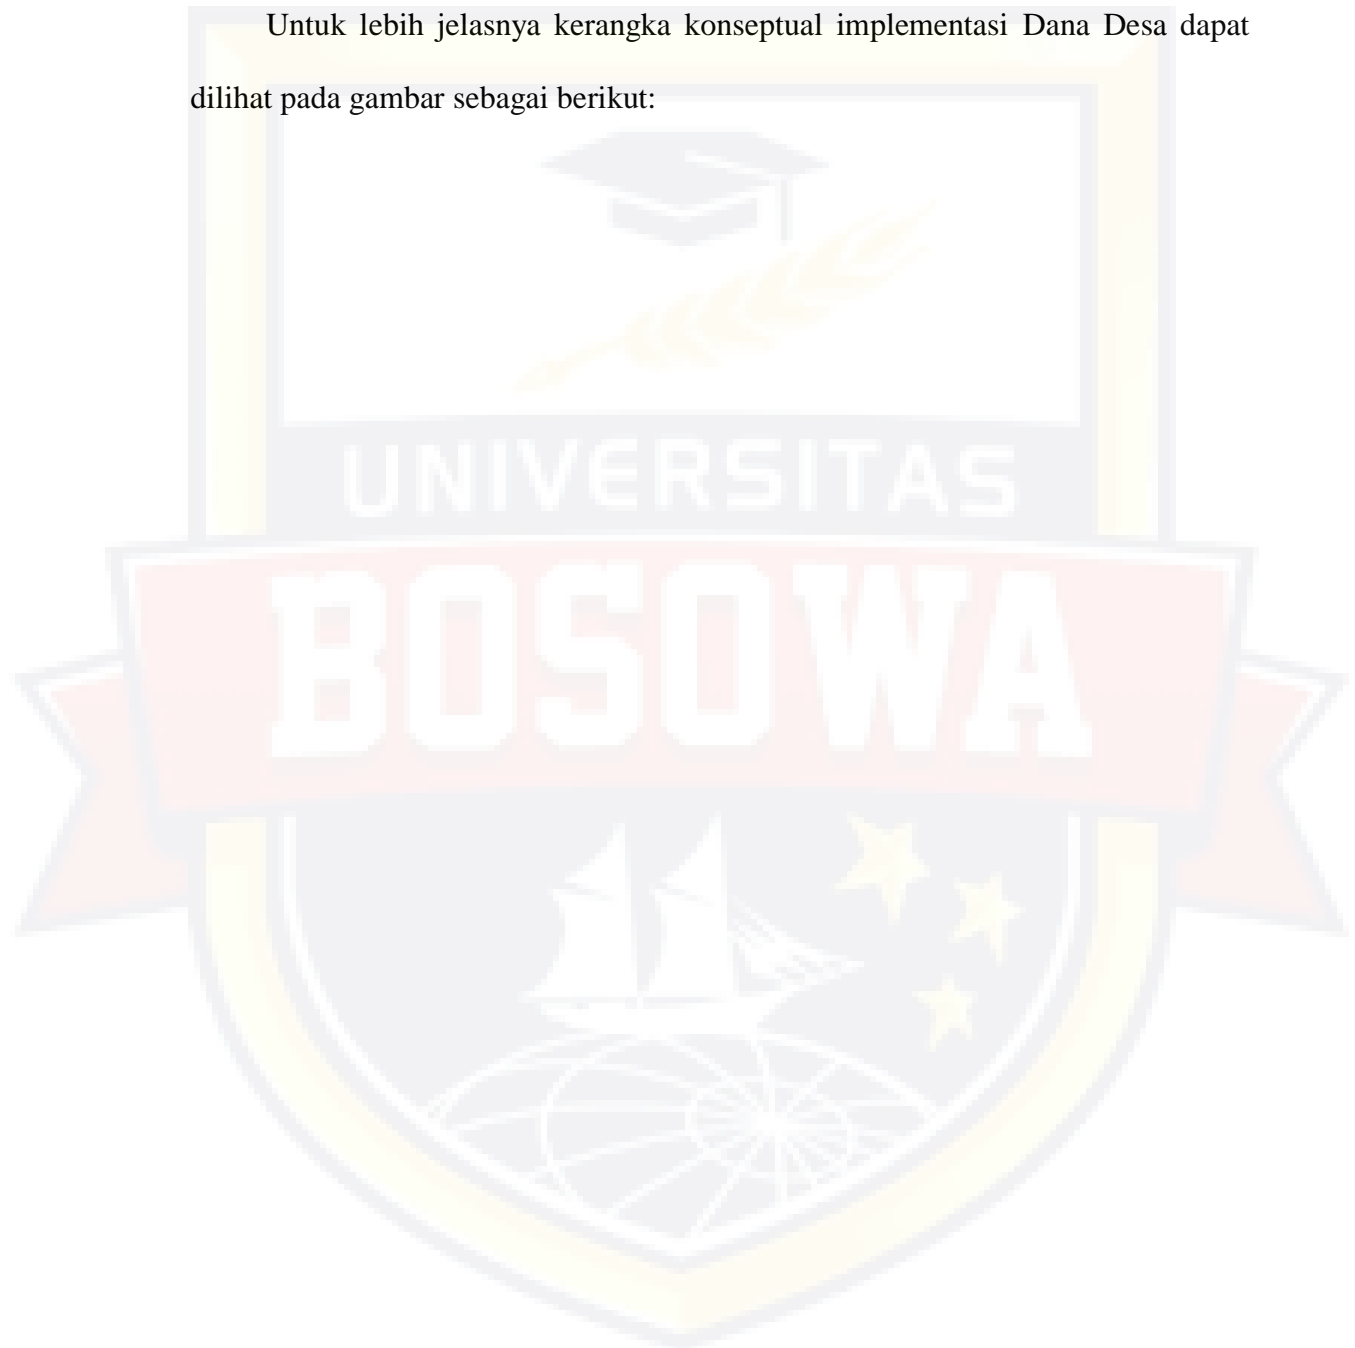 Untuk lebih jelasnya kerangka konseptual implementasi Dana Desa dapat
dilihat pada gambar sebagai berikut:
UNIVERSITAS
BOSOWA